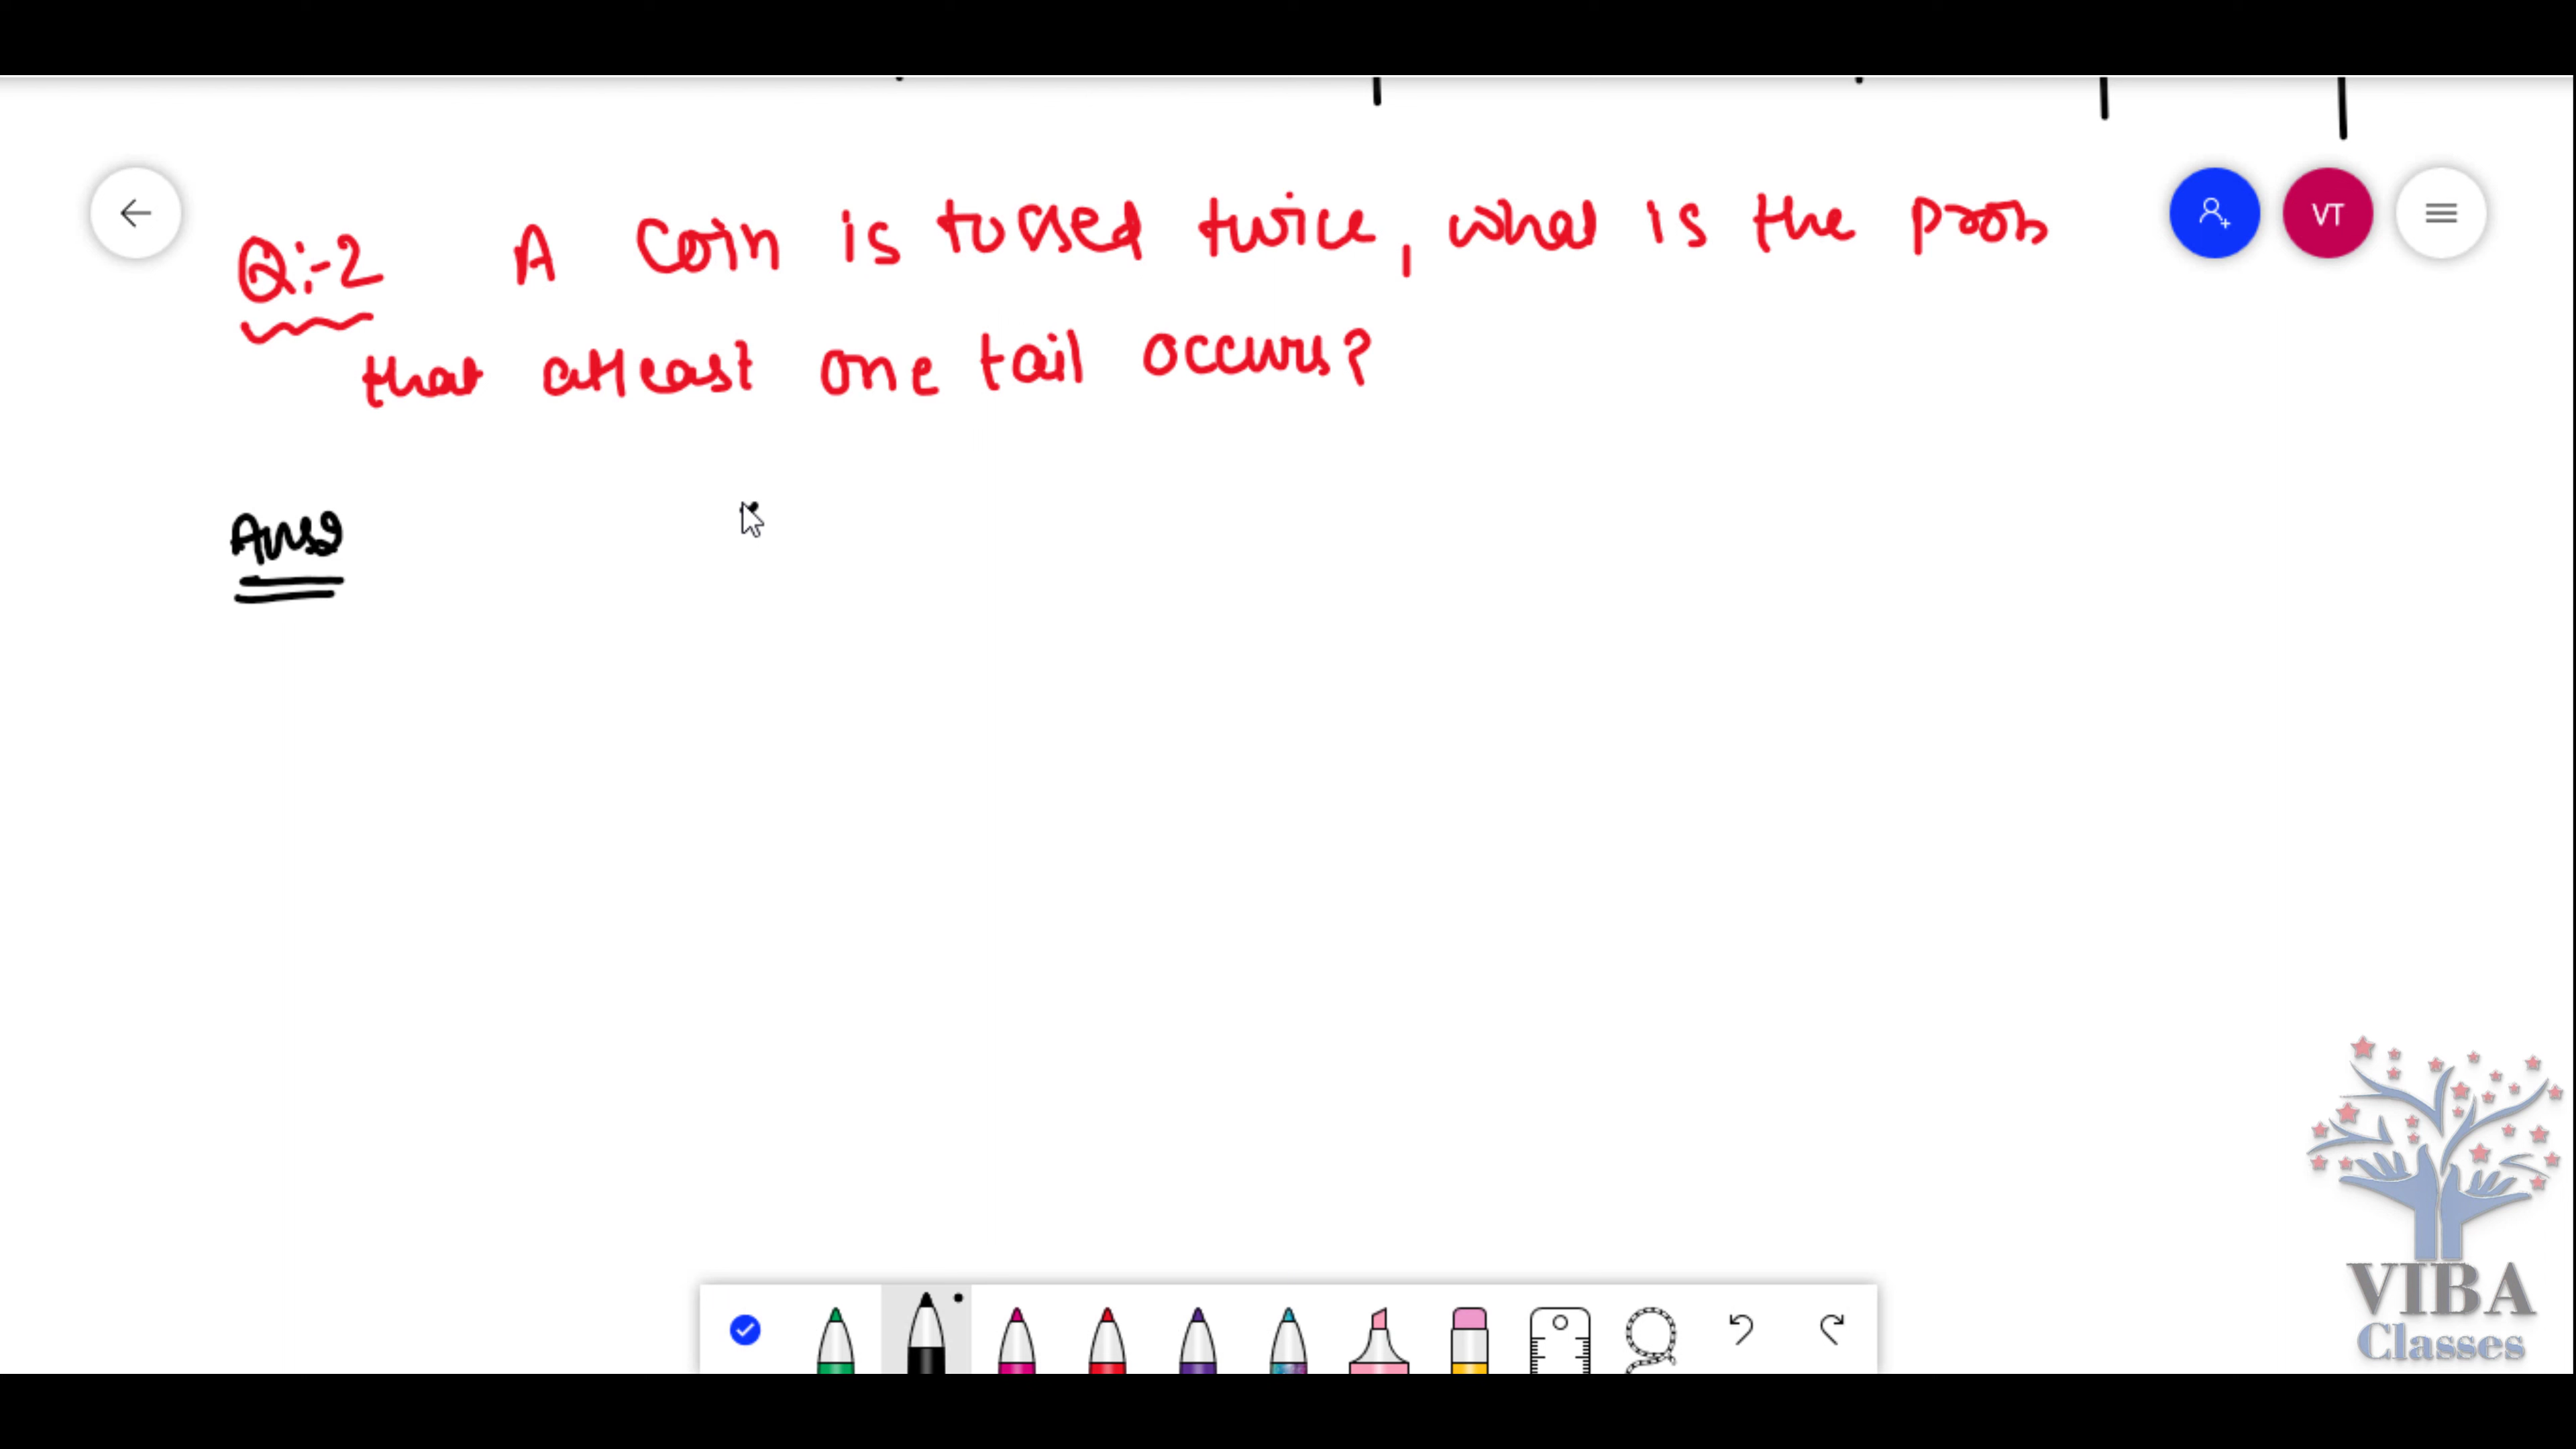 Q:-2 A Coin is tossed twice, what is the prob
VT
that atleast one tail occurs?
Ans
VIBA
Classes